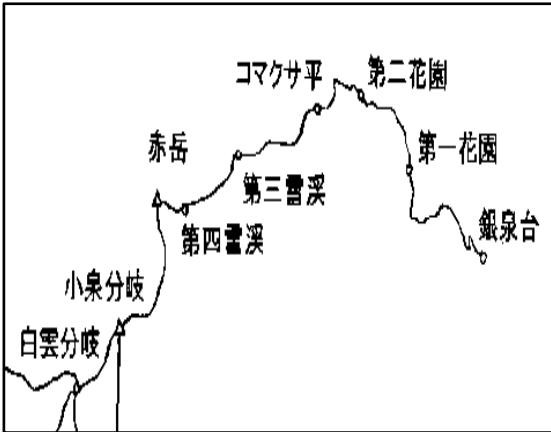 コマクサ平
第二花園
赤岳
第一花園
第三雪渓
第四雪渓
銀泉台
小泉分岐
白雲分岐